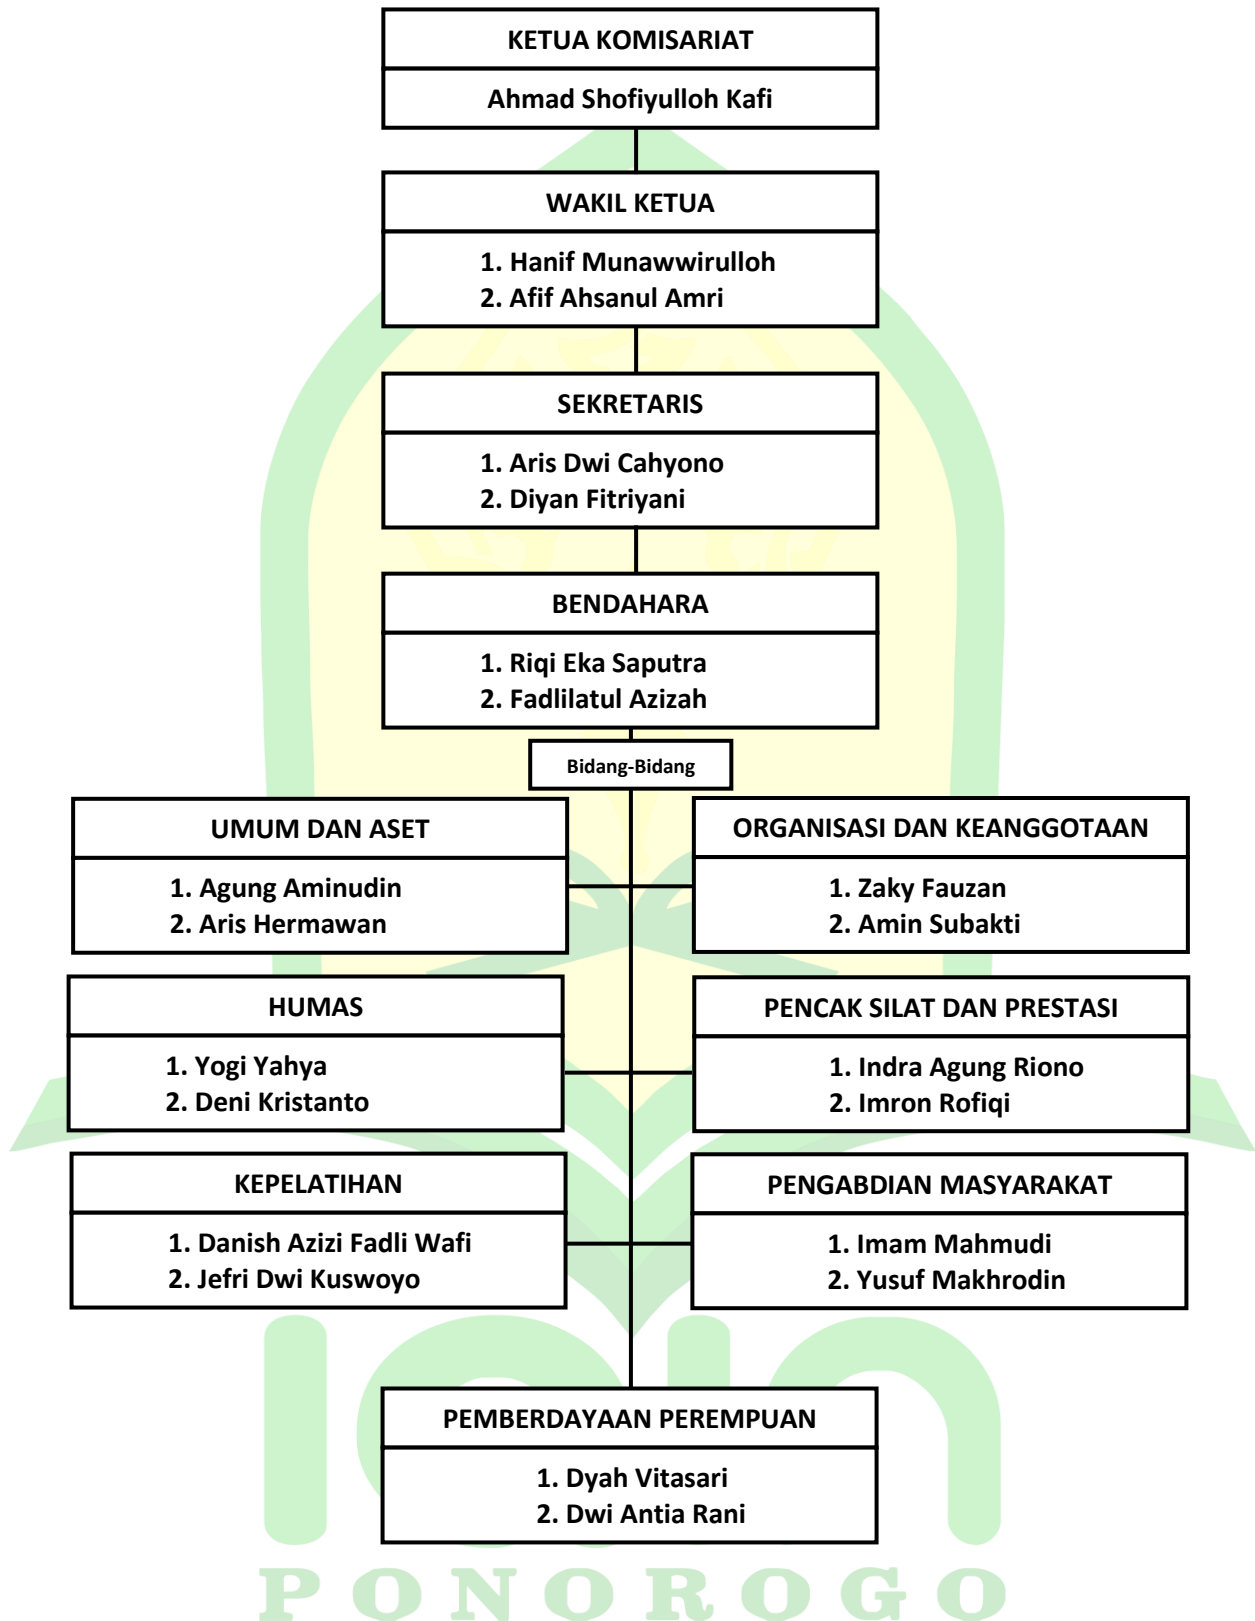 KETUA KOMISARIAT
Ahmad Shofiyulloh Kafi
WAKIL KETUA
1. Hanif Munawwirulloh
2. Afif Ahsanul Amri
SEKRETARIS
1. Aris Dwi Cahyono
2. Diyan Fitriyani
BENDAHARA
1. Riqi Eka Saputra
2. Fadlilatul Azizah
Bidang-Bidang
UMUM DAN ASET
1. Agung Aminudin
2. Aris Hermawan
ORGANISASI DAN KEANGGOTAAN
1. Zaky Fauzan
2. Amin Subakti
HUMAS
1. Yogi Yahya
2. Deni Kristanto
PENCAK SILAT DAN PRESTASI
1. Indra Agung Riono
2. Imron Rofiqi
KEPELATIHAN
1. Danish Azizi Fadli Wafi
2. Jefri Dwi Kuswoyo
PENGABDIAN MASYARAKAT
1. Imam Mahmudi
2. Yusuf Makhrodin
PEMBERDAYAAN PEREMPUAN
1. Dyah Vitasari
2. Dwi Antia Rani
iain
PONOROGO